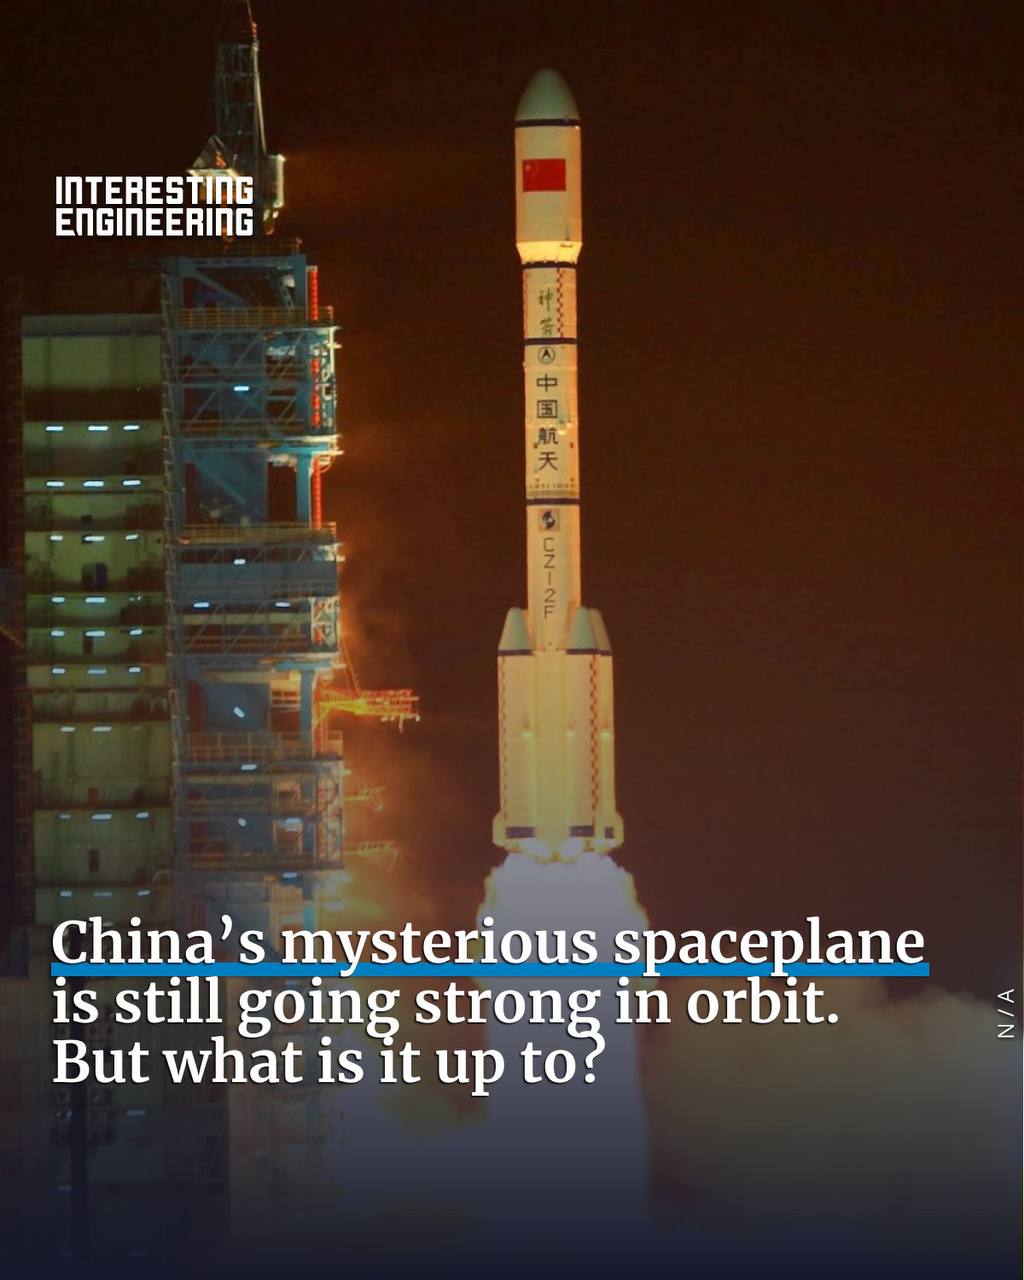 INTERESTING
ENGINEERING
神
箭
中
国
航
天
CZ-2F
China’s mysterious spaceplane
is still going strong in orbit.
But what is it up to?
N/A